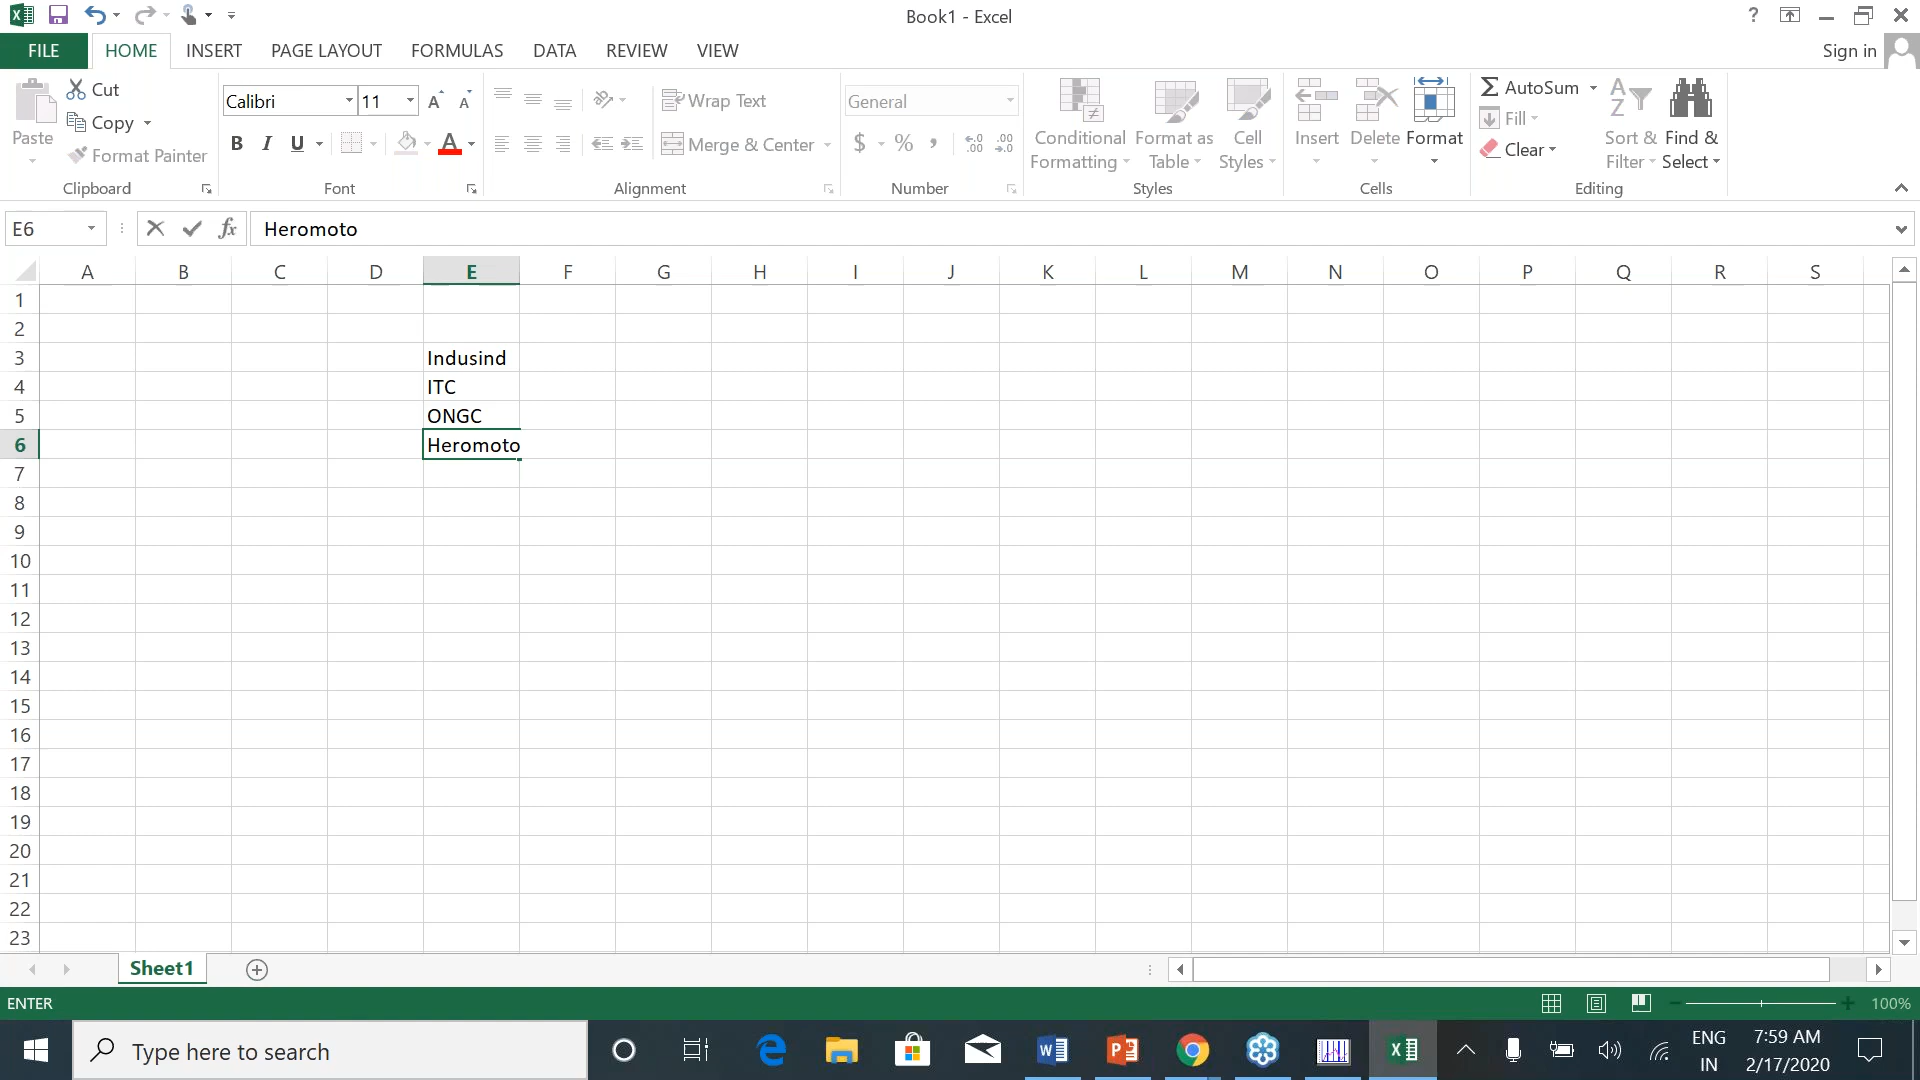 Book1 - Excel
?
FILE HOME INSERT PAGE LAYOUT FORMULAS DATA REVIEW VIEW Sign in
Paste
Cut
Copy
Format Painter
Clipboard
Calibri 11
B I U A
Font
Wrap Text
Merge & Center
Alignment
General
$ % ,
Number
Conditional Formatting
Format as Table
Cell Styles
Styles
Insert Delete Format
Cells
AutoSum
Fill
Clear
Sort & Filter
Find & Select
Editing
E6 fx Heromoto
A B C D E F G H I J K L M N O P Q R S
1
2
3 Indusind
4 ITC
5 ONGC
6 Heromoto
7
8
9
10
11
12
13
14
15
16
17
18
19
20
21
22
23
Sheet1
ENTER 100%
Type here to search
ENG
IN
7:59 AM
2/17/2020